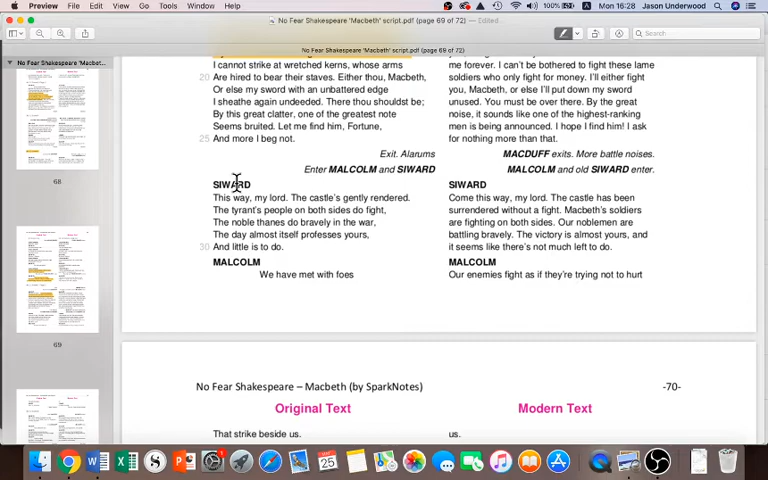 Preview File Edit View Go Tools Window Help 100% Mon 16:28 Jason Underwood
No Fear Shakespeare 'Macbeth' script.pdf (page 69 of 72) — Edited
Search
No Fear Shakespeare 'Macbeth' script.pdf (page 69 of 72)
No Fear Shakespeare 'Macbet...
68
69
I cannot strike at wretched kerns, whose arms
20 Are hired to bear their staves. Either thou, Macbeth,
Or else my sword with an unbattered edge
I sheathe again undeeded. There thou shouldst be;
By this great clatter, one of the greatest note
Seems bruited. Let me find him, Fortune,
25 And more I beg not.
Exit. Alarums
Enter MALCOLM and SIWARD
SIWARD
This way, my lord. The castle's gently rendered.
The tyrant's people on both sides do fight,
The noble thanes do bravely in the war,
The day almost itself professes yours,
30 And little is to do.
MALCOLM
We have met with foes
me forever. I can't be bothered to fight these lame
soldiers who only fight for money. I'll either fight
you, Macbeth, or else I'll put down my sword
unused. You must be over there. By the great
noise, it sounds like one of the highest-ranking
men is being announced. I hope I find him! I ask
for nothing more than that.
MACDUFF exits. More battle noises.
MALCOLM and old SIWARD enter.
SIWARD
Come this way, my lord. The castle has been
surrendered without a fight. Macbeth's soldiers
are fighting on both sides. Our noblemen are
battling bravely. The victory is almost yours, and
it seems like there's not much left to do.
MALCOLM
Our enemies fight as if they're trying not to hurt
No Fear Shakespeare – Macbeth (by SparkNotes) -70-
Original Text Modern Text
That strike beside us. us.